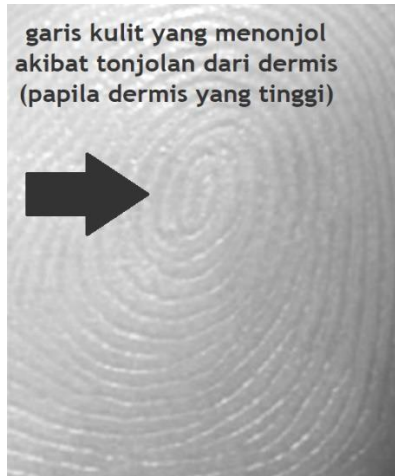 garis kulit yang menonjol
akibat tonjolan dari dermis
(papila dermis yang tinggi)